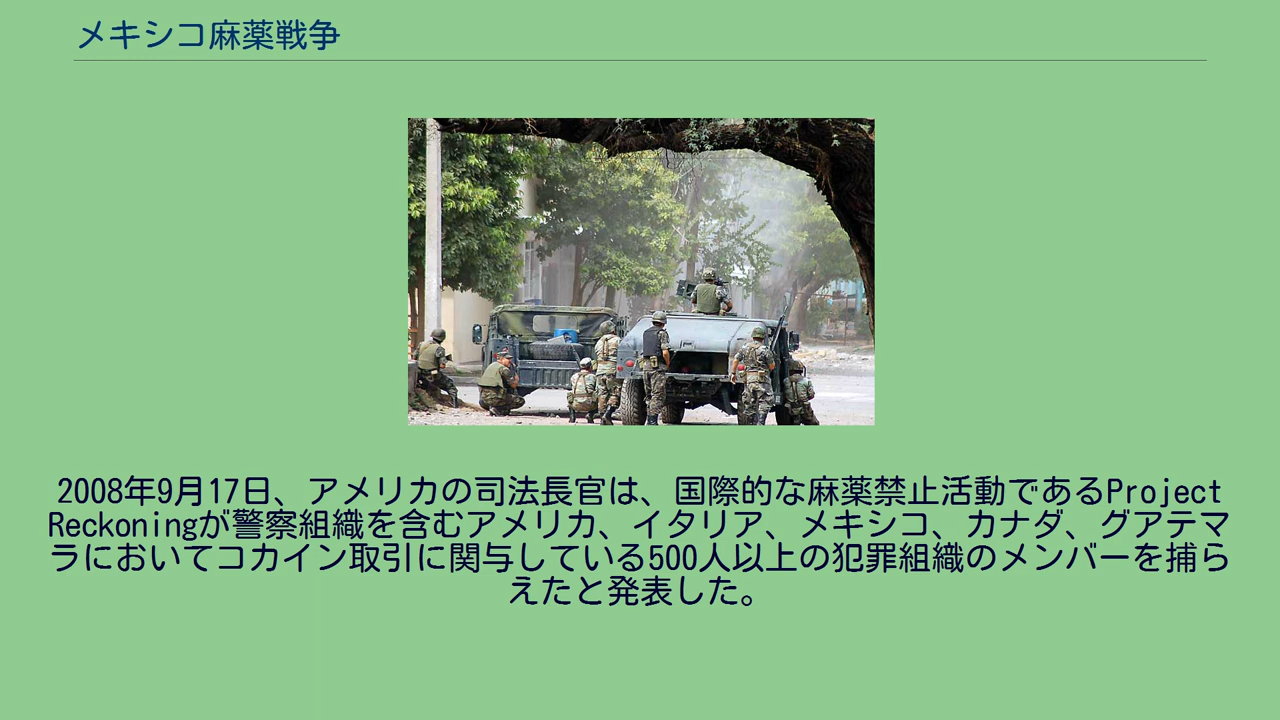 メキシコ麻薬戦争
2008年9月17日、アメリカの司法長官は、国際的な麻薬禁止活動であるProject
Reckoningが警察組織を含むアメリカ、イタリア、メキシコ、カナダ、グアテマ
ラにおいてコカイン取引に関与している500人以上の犯罪組織のメンバーを捕ら
えたと発表した。